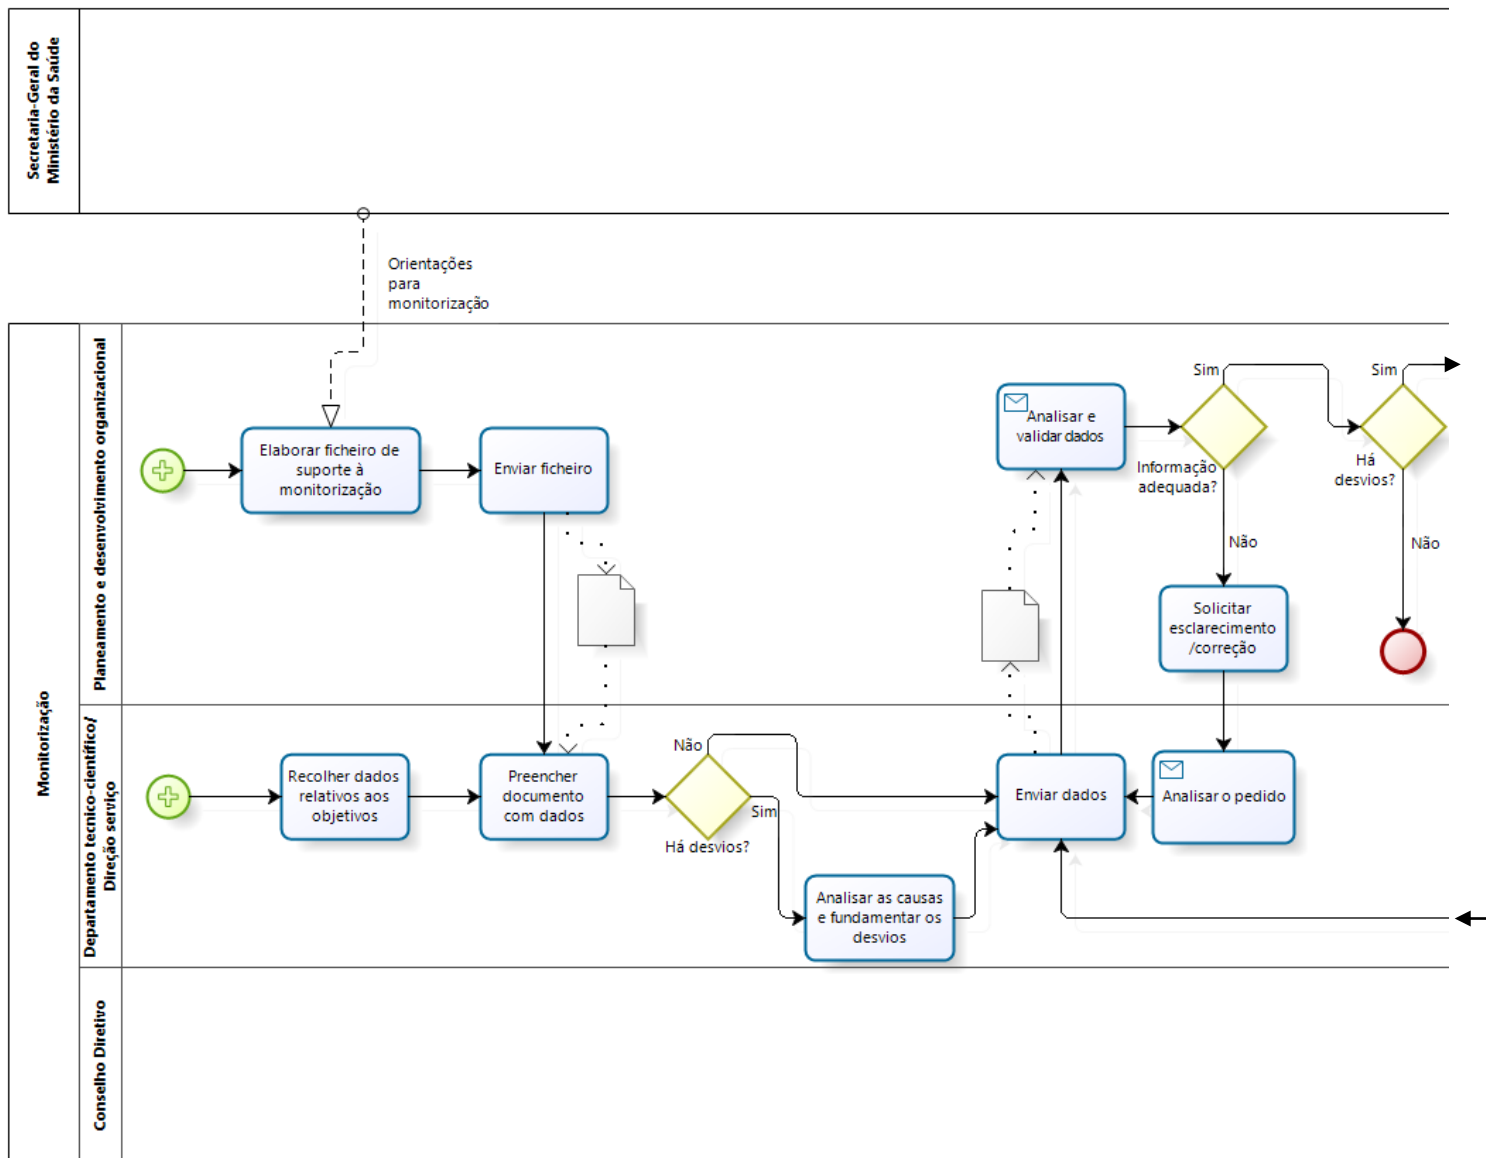 Secretaria-Geral do
Ministério da Saúde
Orientações
para
monitorização
Monitorização
Planeamento e desenvolvimento organizacional
Elaborar ficheiro de
suporte à
monitorização
Enviar ficheiro
Analisar e
validar dados
Sim
Informação
adequada?
Não
Sim
Há
desvios?
Não
Solicitar
esclarecimento
/correção
Departamento tecnico-científico/
Direção serviço
Recolher dados
relativos aos
objetivos
Preencher
documento
com dados
Não
Sim
Há desvios?
Analisar as causas
e fundamentar os
desvios
Enviar dados
Analisar o pedido
Conselho Diretivo